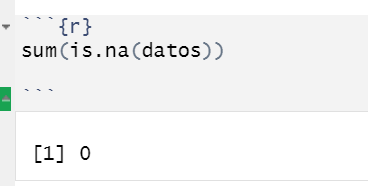 ```{r}
sum(is.na(datos))
```
[1] 0